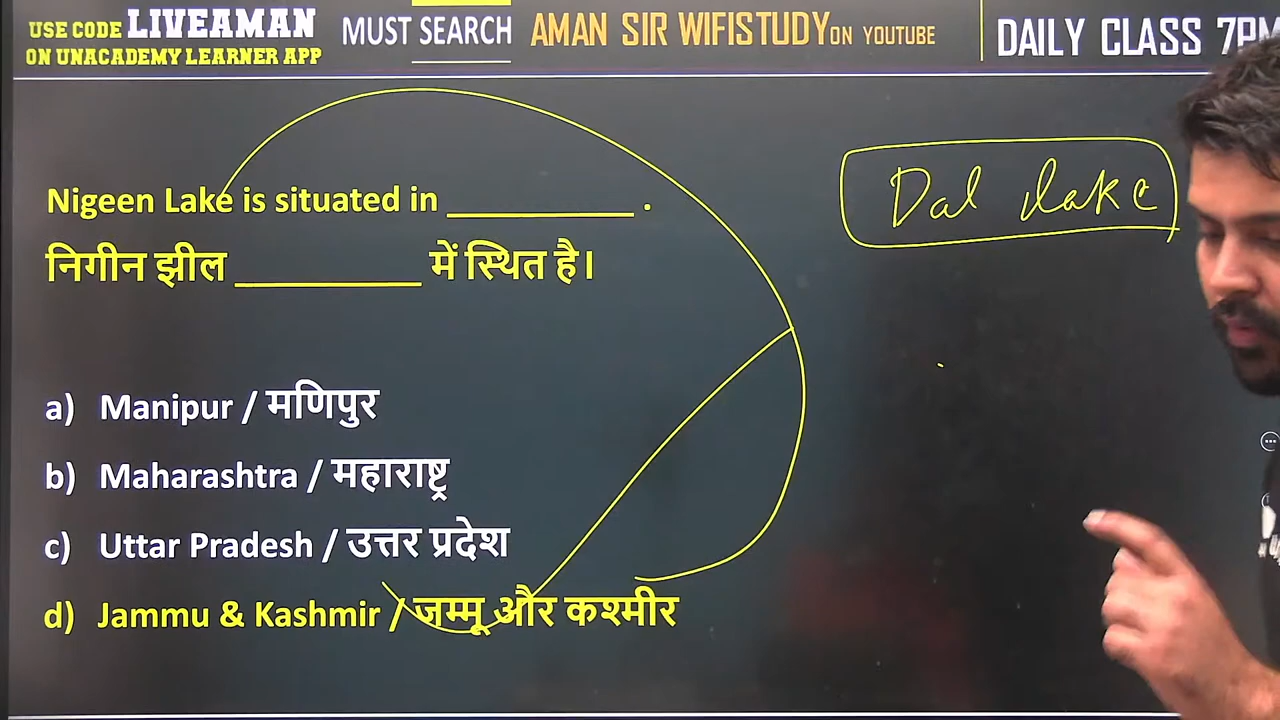 USE CODE LIVEAMAN
ON UNACADEMY LEARNER APP
MUST SEARCH
AMAN SIR WIFISTUDY ON YOUTUBE
DAILY CLASS 7PM
Dal lake
Nigeen Lake is situated in __________ .
निगीन झील __________ में स्थित है।
a) Manipur / मणिपुर
b) Maharashtra / महाराष्ट्र
c) Uttar Pradesh / उत्तर प्रदेश
d) Jammu & Kashmir / जम्मू और कश्मीर